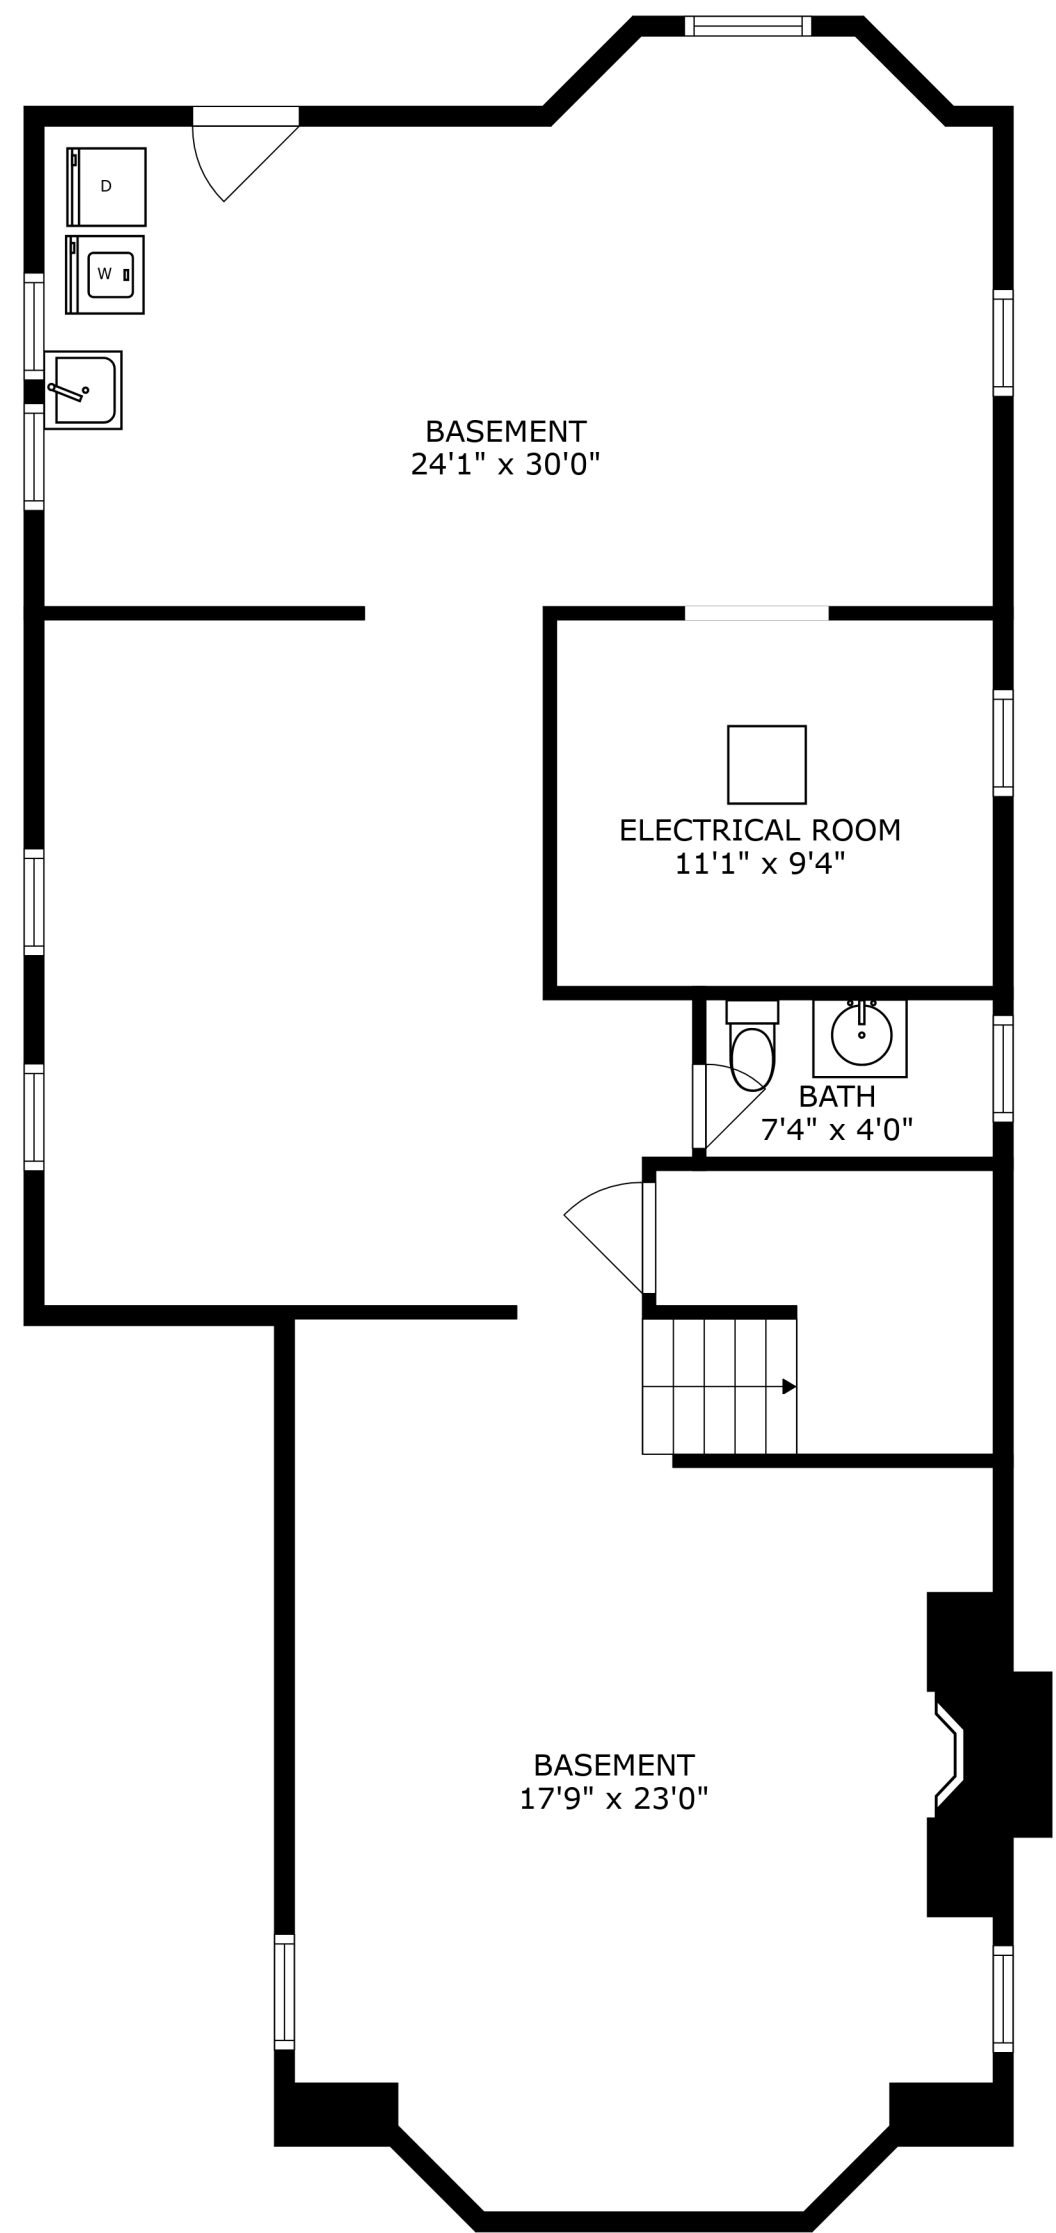 D
W
BASEMENT
24'1" x 30'0"
ELECTRICAL ROOM
11'1" x 9'4"
BATH
7'4" x 4'0"
BASEMENT
17'9" x 23'0"